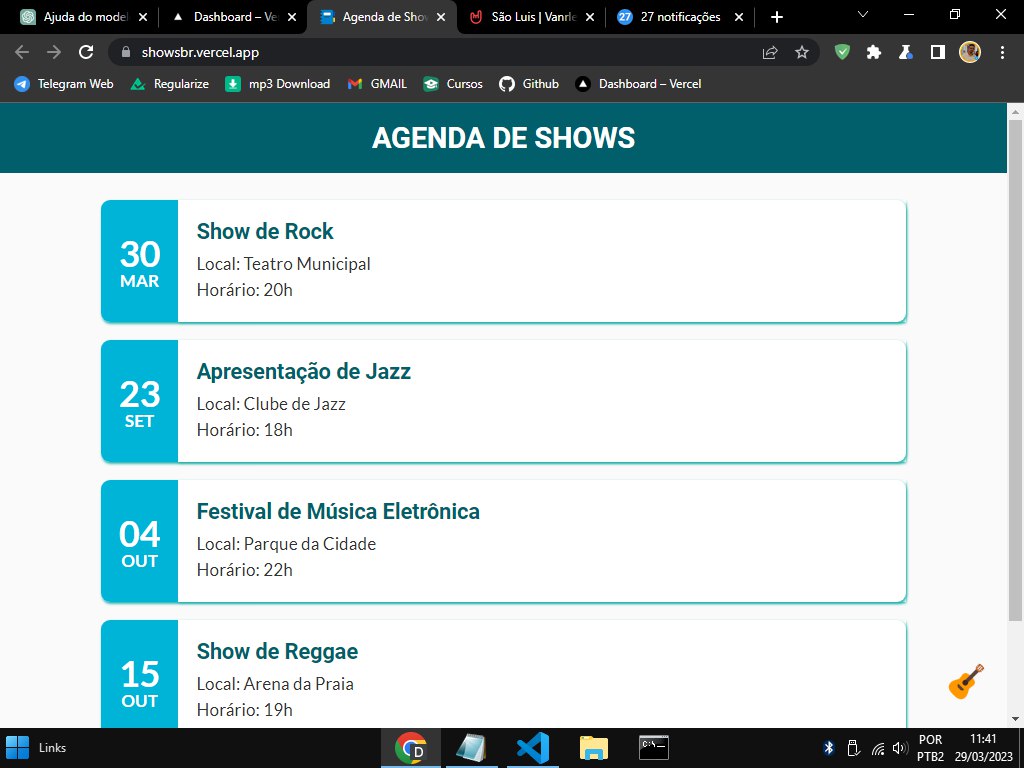 Ajuda do model
Dashboard – Ve
Agenda de Show
São Luis | Vanrle
27
27 notificações
showsbr.vercel.app
Telegram Web
Regularize
mp3 Download
GMAIL
Cursos
Github
Dashboard – Vercel
AGENDA DE SHOWS
30
MAR
Show de Rock
Local: Teatro Municipal
Horário: 20h
23
SET
Apresentação de Jazz
Local: Clube de Jazz
Horário: 18h
04
OUT
Festival de Música Eletrônica
Local: Parque da Cidade
Horário: 22h
15
OUT
Show de Reggae
Local: Arena da Praia
Horário: 19h
Links
D
POR
PTB2
11:41
29/03/2023